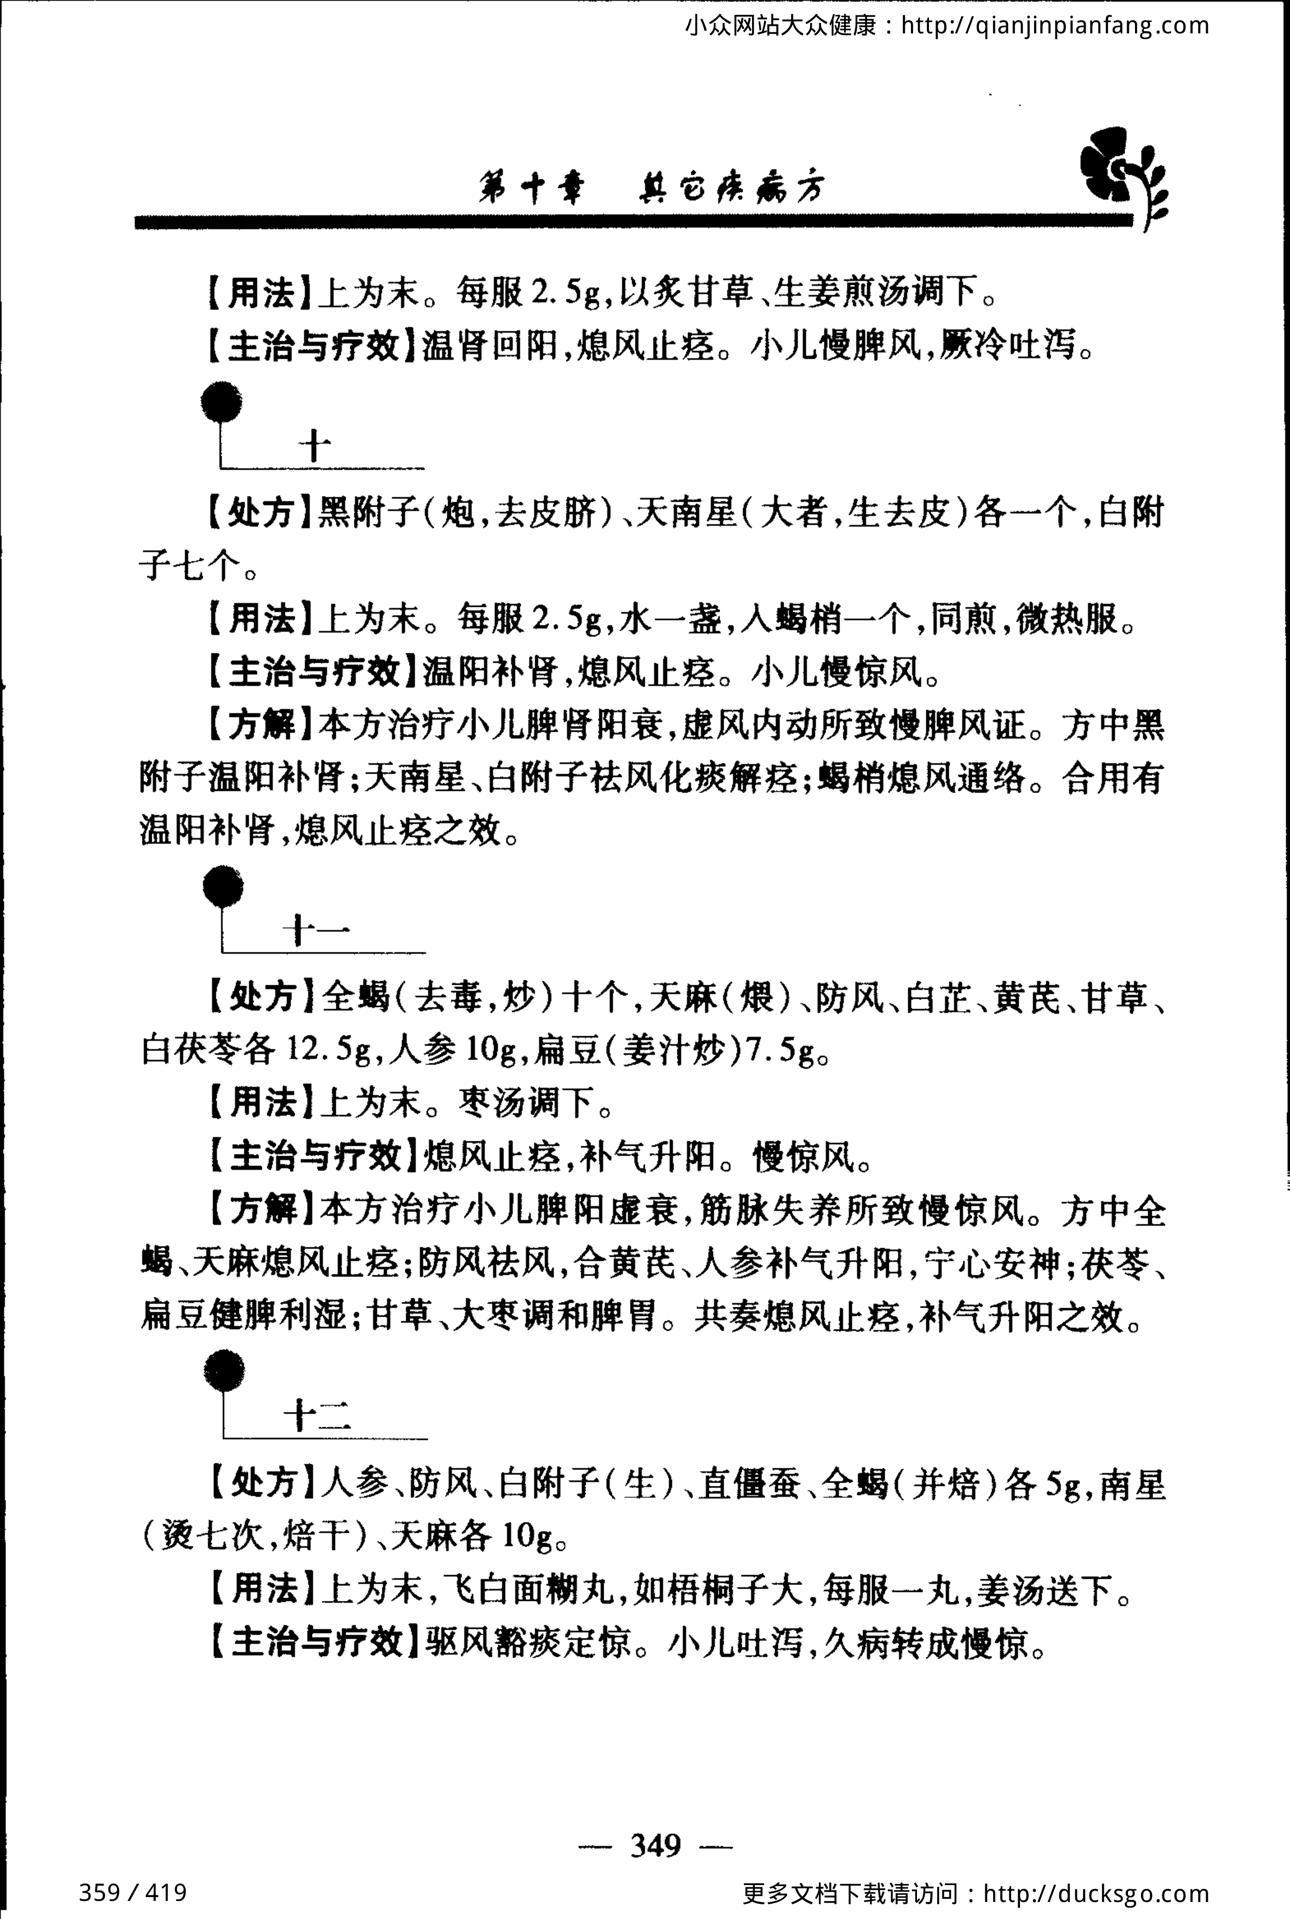 小众网站大众健康：http://qianjinpianfang.com
第十章 其它疾病方
【用法】上为末。每服2.5g,以炙甘草、生姜煎汤调下。
【主治与疗效】温肾回阳,熄风止痉。小儿慢脾风,厥冷吐泻。
十
【处方】黑附子(炮,去皮脐)、天南星(大者,生去皮)各一个,白附
子七个。
【用法】上为末。每服2.5g,水一盏,人蝎梢一个,同煎,微热服。
【主治与疗效】温阳补肾,熄风止痉。小儿慢惊风。
【方解】本方治疗小儿脾肾阳衰,虚风内动所致慢脾风证。方中黑
附子温阳补肾;天南星、白附子祛风化痰解痉;蝎梢熄风通络。合用有
温阳补肾,熄风止痉之效。
十一
【处方】全蝎(去毒,炒)十个,天麻(煨)、防风、白芷、黄芪、甘草、
白茯苓各12.5g,人参10g,扁豆(姜汁炒)7.5g。
【用法】上为末。枣汤调下。
【主治与疗效】熄风止痉,补气升阳。慢惊风。
【方解】本方治疗小儿脾阳虚衰,筋脉失养所致慢惊风。方中全
蝎、天麻熄风止痉;防风祛风,合黄芪、人参补气升阳,宁心安神;茯苓、
扁豆健脾利湿;甘草、大枣调和脾胃。共奏熄风止痉,补气升阳之效。
十二
【处方】人参、防风、白附子(生)、直僵蚕、全蝎(并焙)各5g,南星
(烫七次,焙干)、天麻各10g。
【用法】上为末,飞白面糊丸,如梧桐子大,每服一丸,姜汤送下。
【主治与疗效】驱风豁痰定惊。小儿吐泻,久病转成慢惊。
— 349 —
359 / 419
更多文档下载请访问：http://ducksgo.com